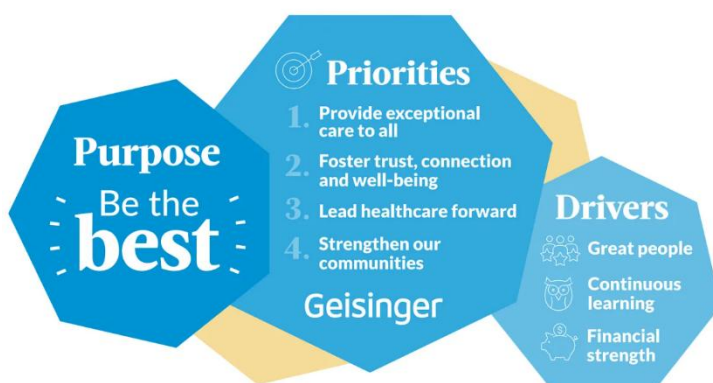 Purpose
Be the
best
Priorities
1. Provide exceptional
care to all
2. Foster trust, connection
and well-being
3. Lead healthcare forward
4. Strengthen our
communities
Geisinger
Drivers
Great people
Continuous
learning
Financial
strength